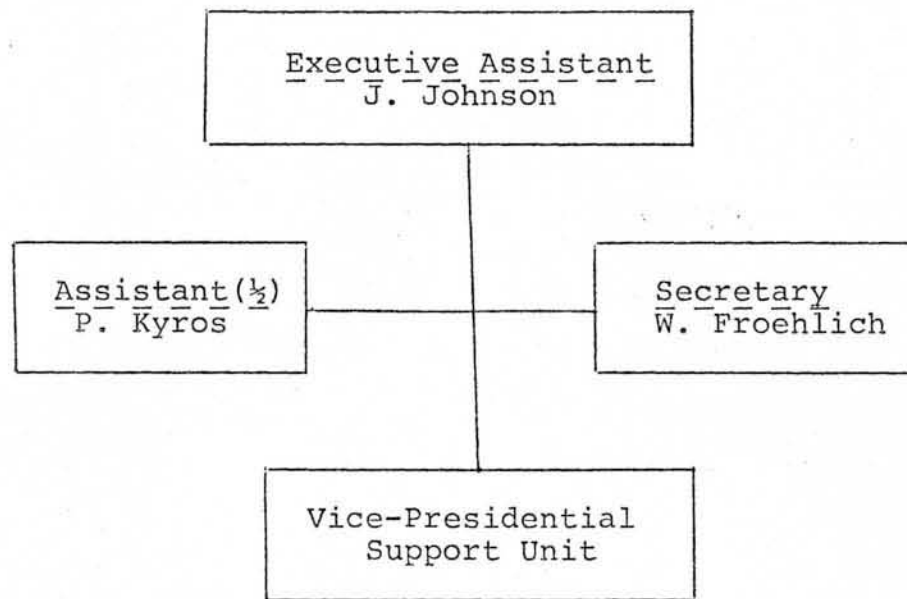 Executive Assistant
J. Johnson
Assistant(½)
P. Kyros
Secretary
W. Froehlich
Vice-Presidential
Support Unit